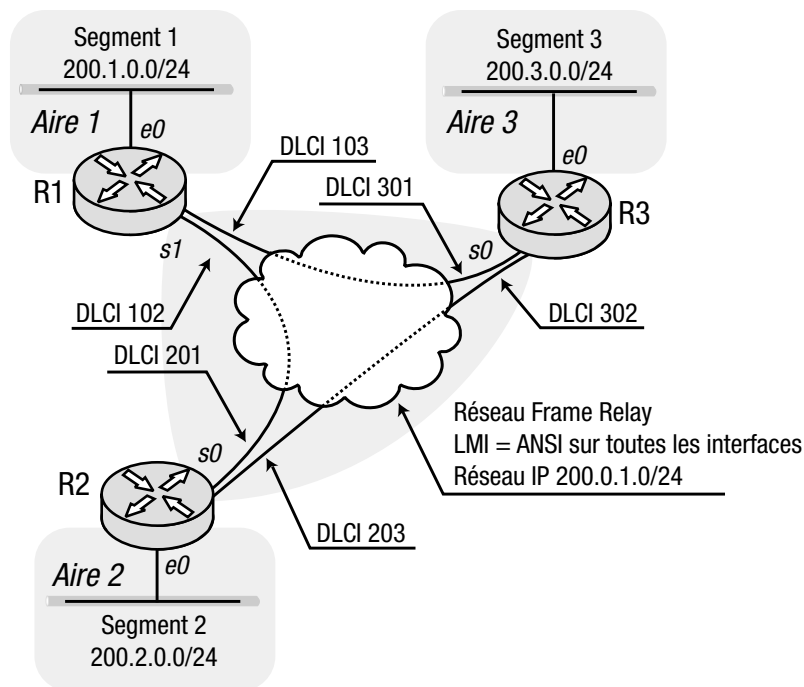 Segment 1
200.1.0.0/24
Aire 1
e0
R1
s1
DLCI 103
DLCI 102
Segment 3
200.3.0.0/24
Aire 3
e0
R3
s0
DLCI 301
DLCI 302
DLCI 201
s0
R2
DLCI 203
Réseau Frame Relay
LMI = ANSI sur toutes les interfaces
Réseau IP 200.0.1.0/24
Aire 2
e0
Segment 2
200.2.0.0/24